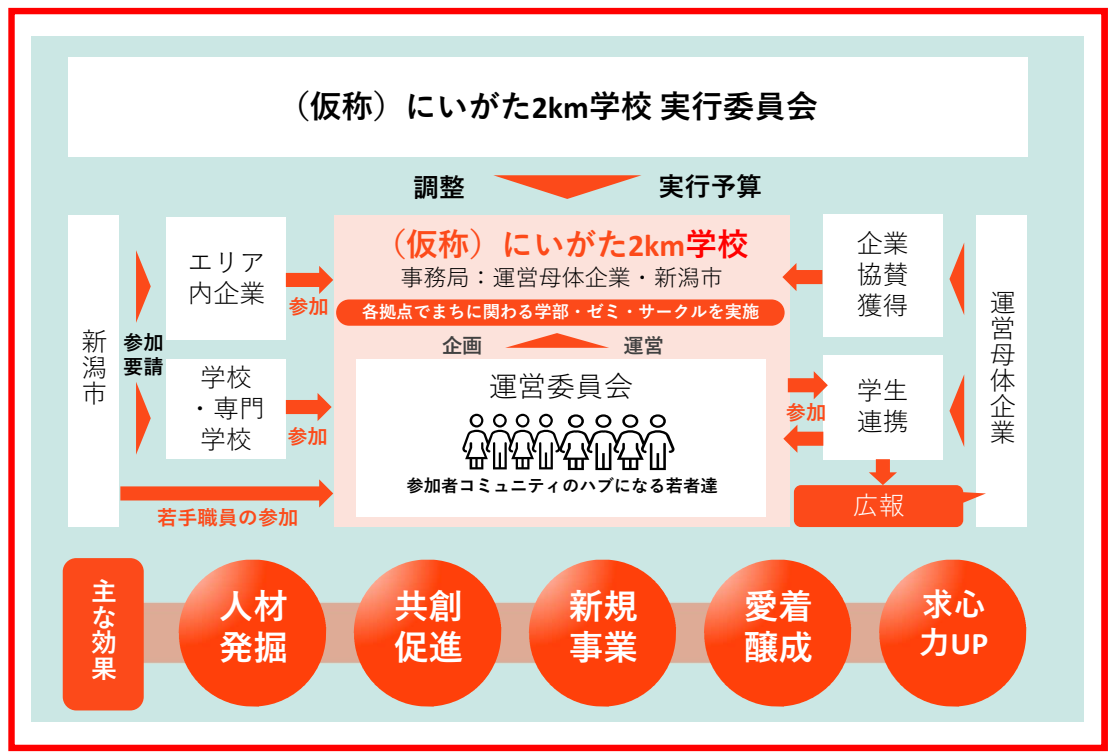 （仮称）にいがた2km学校 実行委員会
調整
実行予算
新潟市
参加
要請
エリア
内企業
参加
学校
・専門
学校
参加
若手職員の参加
（仮称）にいがた2km学校
事務局：運営母体企業・新潟市
各拠点でまちに関わる学部・ゼミ・サークルを実施
企画
運営
運営委員会
参加者コミュニティのハブになる若者達
企業
協賛
獲得
参加
学生
連携
広報
運営母体企業
主な効果
人材
発掘
共創
促進
新規
事業
愛着
醸成
求心
力UP